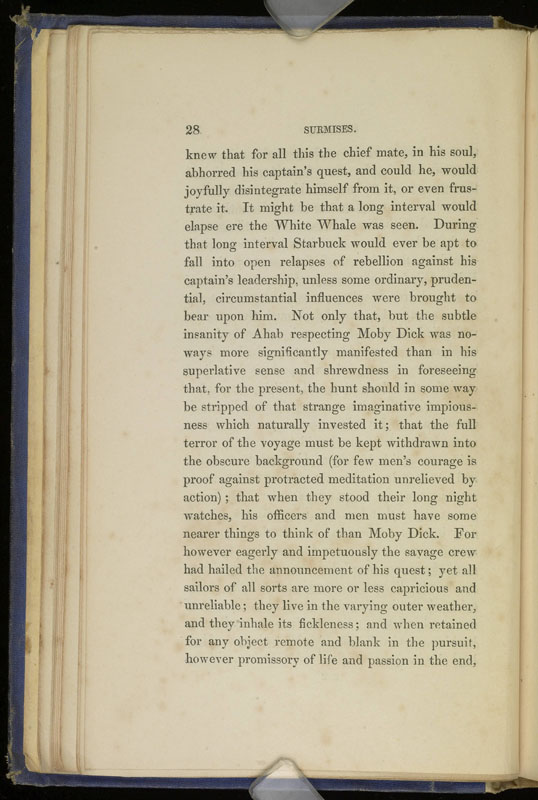 28 SURMISES.
knew that for all this the chief mate, in his soul,
abhorred his captain's quest, and could he, would
joyfully disintegrate himself from it, or even frus-
trate it. It might be that a long interval would
elapse ere the White Whale was seen. During
that long interval Starbuck would ever be apt to
fall into open relapses of rebellion against his
captain's leadership, unless some ordinary, pruden-
tial, circumstantial influences were brought to
bear upon him. Not only that, but the subtle
insanity of Ahab respecting Moby Dick was no-
ways more significantly manifested than in his
superlative sense and shrewdness in foreseeing
that, for the present, the hunt should in some way
be stripped of that strange imaginative impious-
ness which naturally invested it; that the full
terror of the voyage must be kept withdrawn into
the obscure background (for few men's courage is
proof against protracted meditation unrelieved by
action); that when they stood their long night
watches, his officers and men must have some
nearer things to think of than Moby Dick. For
however eagerly and impetuously the savage crew
had hailed the announcement of his quest; yet all
sailors of all sorts are more or less capricious and
unreliable; they live in the varying outer weather,
and they inhale its fickleness; and when retained
for any object remote and blank in the pursuit,
however promissory of life and passion in the end,